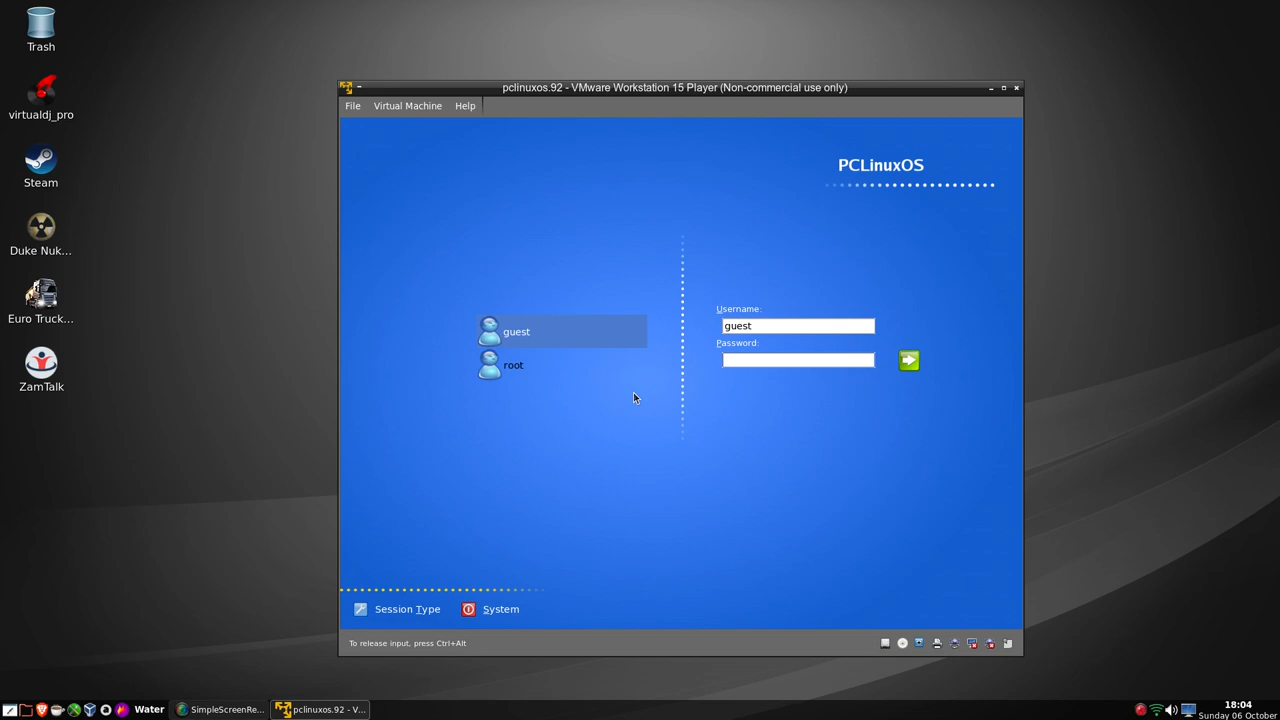 Trash
virtualdj_pro
Steam
Duke Nuk...
Euro Truck...
ZamTalk
pclinuxos.92 - VMware Workstation 15 Player (Non-commercial use only)
File Virtual Machine Help
PCLinuxOS
guest
root
Username:
guest
Password:
Session Type System
To release input, press Ctrl+Alt
Water SimpleScreenRe... pclinuxos.92 - V...
18:04
Sunday 06 October